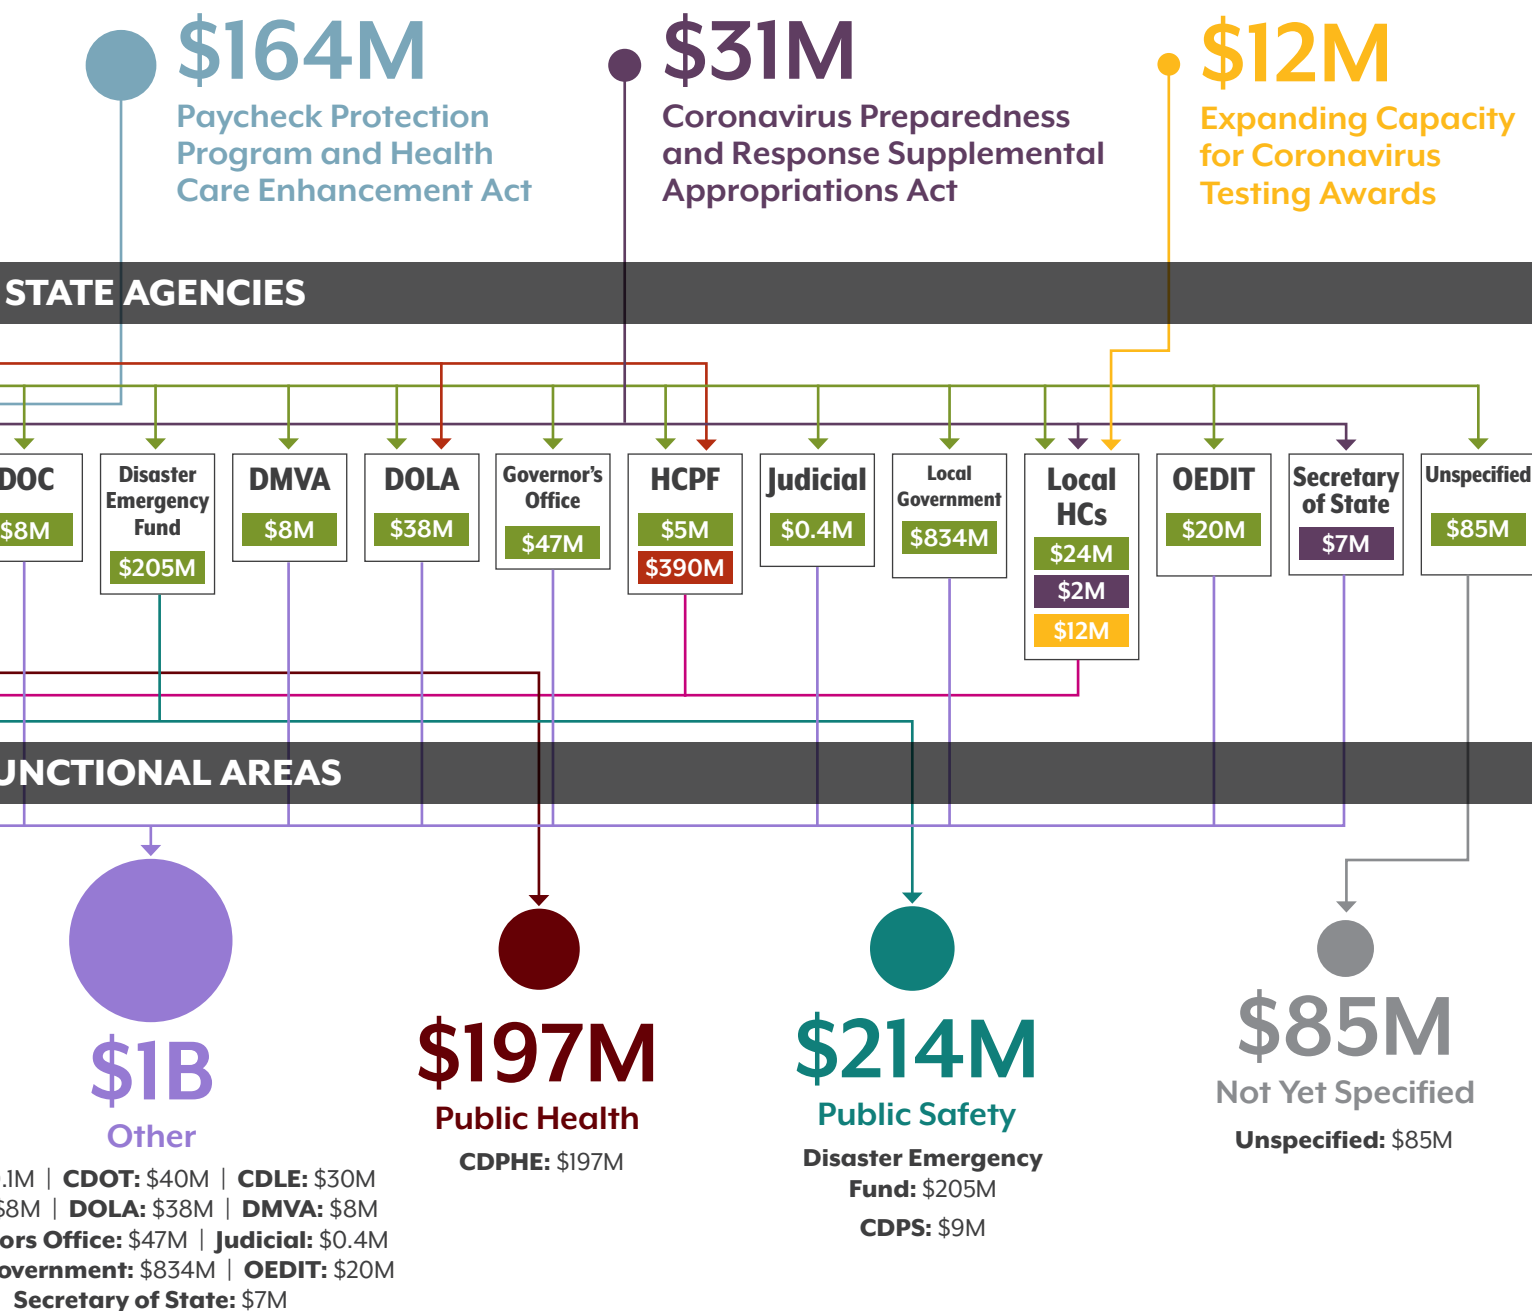 $164M
Paycheck Protection
Program and Health
Care Enhancement Act
$31M
Coronavirus Preparedness
and Response Supplemental
Appropriations Act
$12M
Expanding Capacity
for Coronavirus
Testing Awards
STATE AGENCIES
DOC
$8M
Disaster
Emergency
Fund
$205M
DMVA
$8M
DOLA
$38M
Governor's
Office
$47M
HCPF
$5M
$390M
Judicial
$0.4M
Local
Government
$834M
Local
HCs
$24M
$2M
$12M
OEDIT
$20M
Secretary
of State
$7M
Unspecified
$85M
UNCTIONAL AREAS
$1B
Other
.1M | CDOT: $40M | CDLE: $30M
$8M | DOLA: $38M | DMVA: $8M
ors Office: $47M | Judicial: $0.4M
overnment: $834M | OEDIT: $20M
Secretary of State: $7M
$197M
Public Health
CDPHE: $197M
$214M
Public Safety
Disaster Emergency
Fund: $205M
CDPS: $9M
$85M
Not Yet Specified
Unspecified: $85M